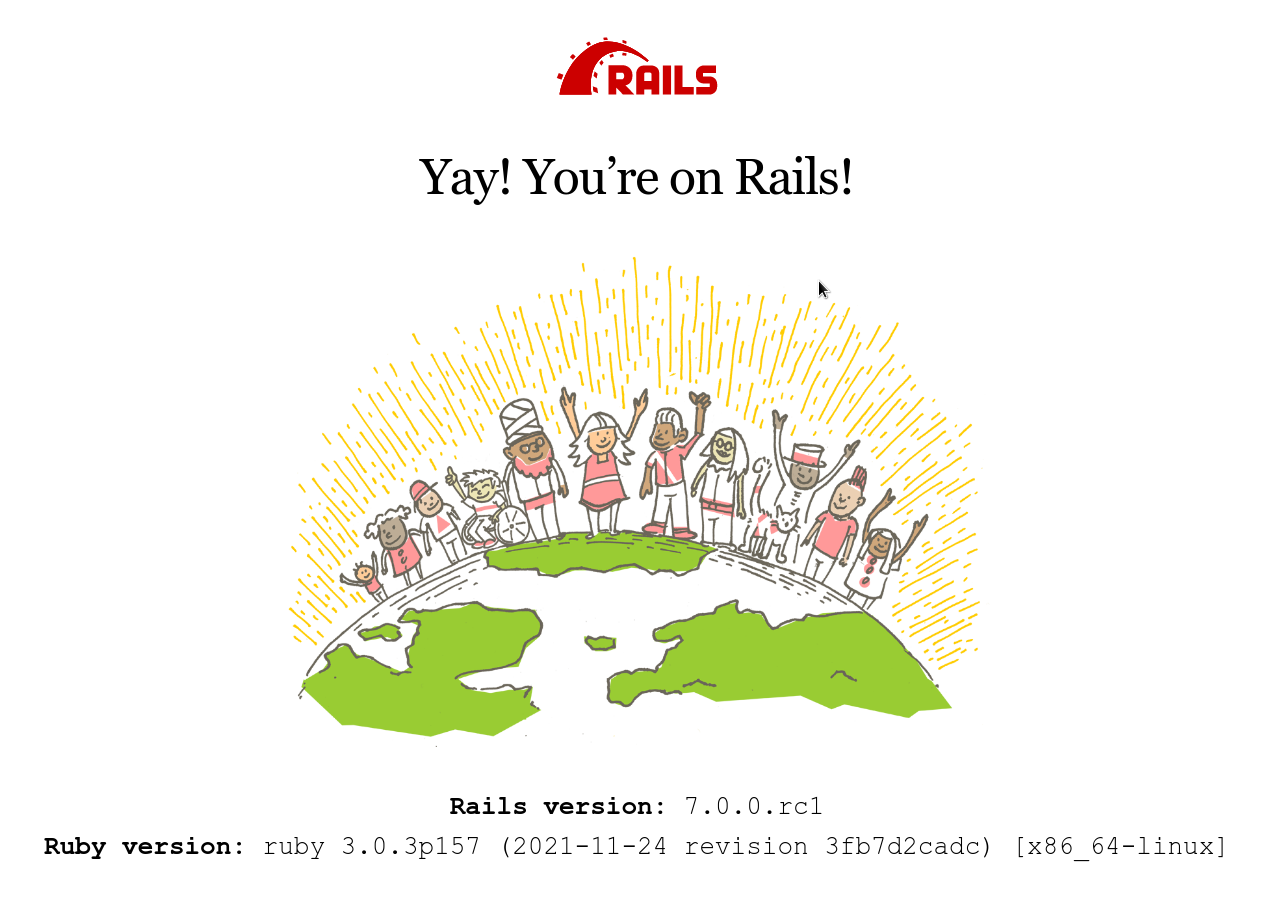 RAILS
Yay! You’re on Rails!
Rails version: 7.0.0.rc1
Ruby version: ruby 3.0.3p157 (2021-11-24 revision 3fb7d2cadc) [x86_64-linux]